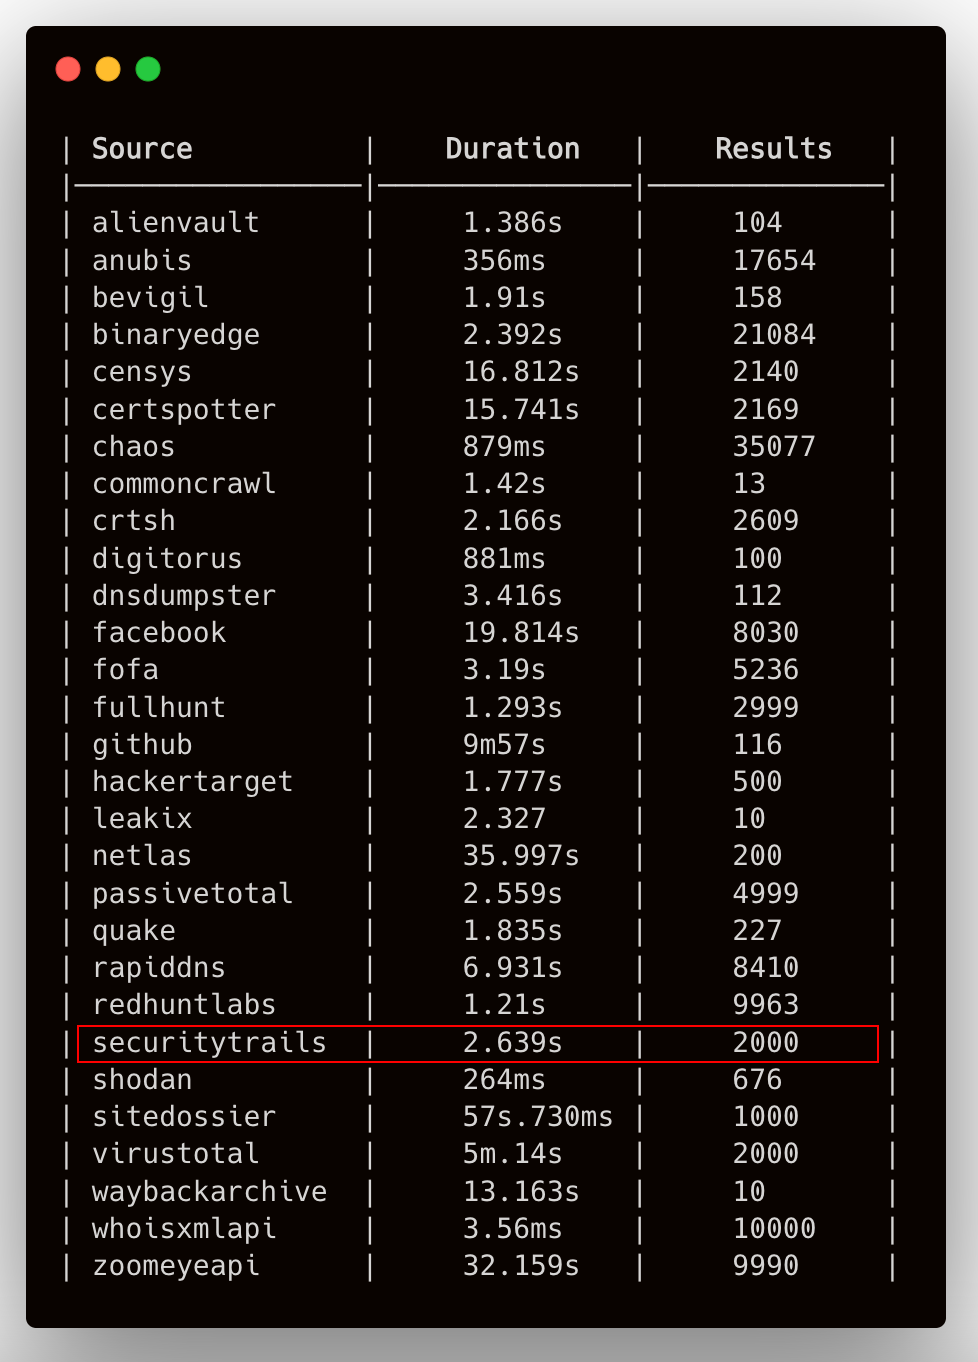 | Source | Duration | Results |
| alienvault | 1.386s | 104 |
| anubis | 356ms | 17654 |
| bevigil | 1.91s | 158 |
| binaryedge | 2.392s | 21084 |
| censys | 16.812s | 2140 |
| certspotter | 15.741s | 2169 |
| chaos | 879ms | 35077 |
| commoncrawl | 1.42s | 13 |
| crtsh | 2.166s | 2609 |
| digitorus | 881ms | 100 |
| dnsdumpster | 3.416s | 112 |
| facebook | 19.814s | 8030 |
| fofa | 3.19s | 5236 |
| fullhunt | 1.293s | 2999 |
| github | 9m57s | 116 |
| hackertarget | 1.777s | 500 |
| leakix | 2.327 | 10 |
| netlas | 35.997s | 200 |
| passivetotal | 2.559s | 4999 |
| quake | 1.835s | 227 |
| rapiddns | 6.931s | 8410 |
| redhuntlabs | 1.21s | 9963 |
| securitytrails | 2.639s | 2000 |
| shodan | 264ms | 676 |
| sitedossier | 57s.730ms | 1000 |
| virustotal | 5m.14s | 2000 |
| waybackarchive | 13.163s | 10 |
| whoisxmlapi | 3.56ms | 10000 |
| zoomeyeapi | 32.159s | 9990 |